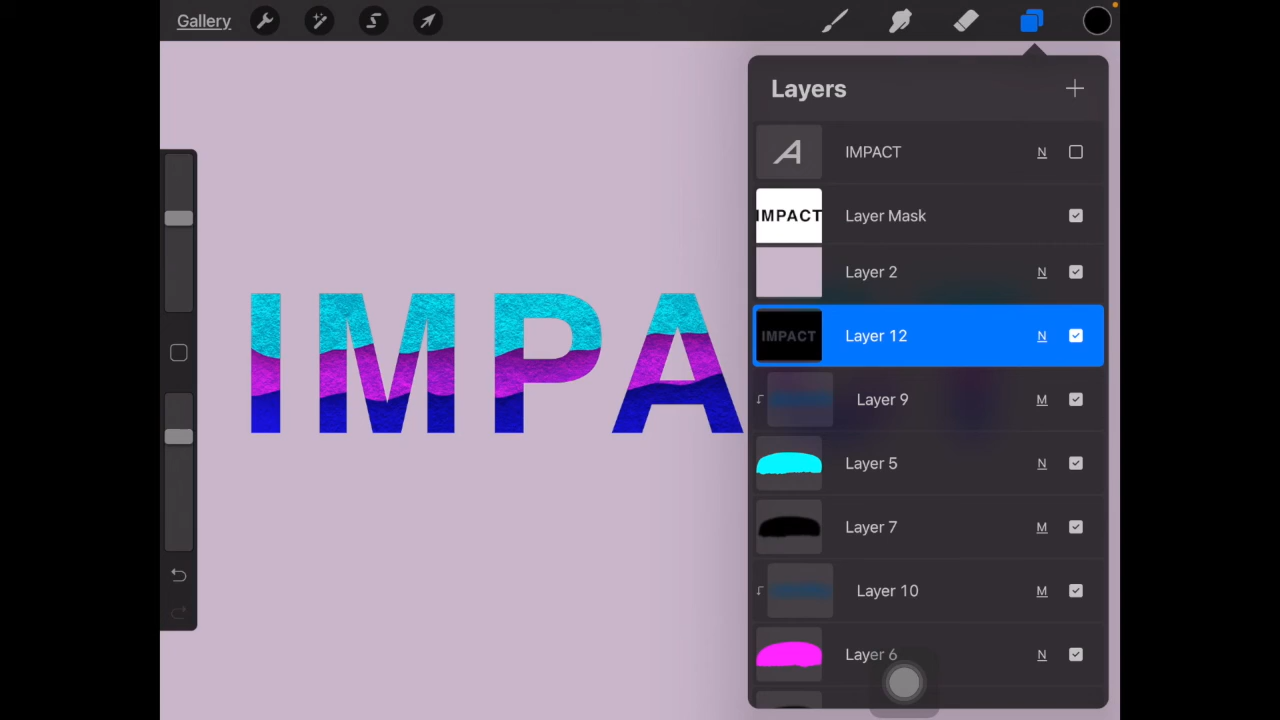 Gallery
Layers
IMPACT N
IMPACT Layer Mask
Layer 2 N
IMPACT Layer 12 N
Layer 9 M
Layer 5 N
Layer 7 M
Layer 10 M
Layer 6 N
IMPA